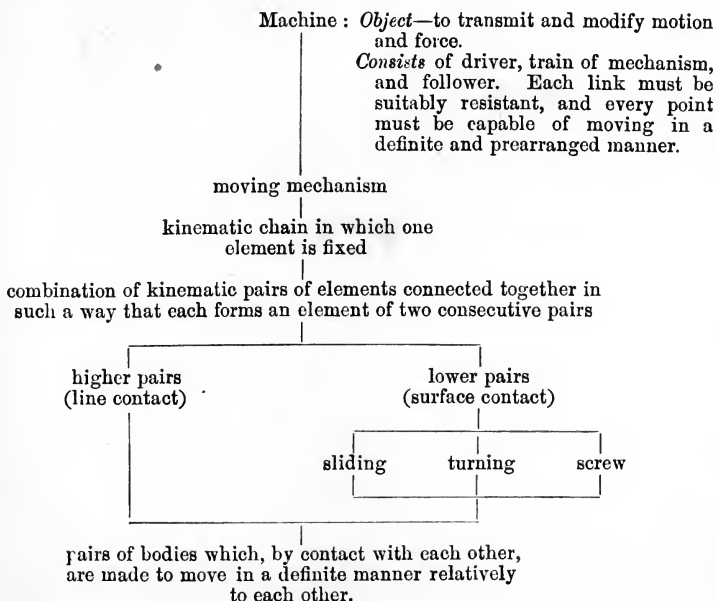 Machine : Object—to transmit and modify motion
and force.
Consists of driver, train of mechanism,
and follower. Each link must be
suitably resistant, and every point
must be capable of moving in a
definite and prearranged manner.
moving mechanism
kinematic chain in which one
element is fixed
combination of kinematic pairs of elements connected together in
such a way that each forms an element of two consecutive pairs
higher pairs
(line contact)
lower pairs
(surface contact)
sliding turning screw
pairs of bodies which, by contact with each other,
are made to move in a definite manner relatively
to each other.